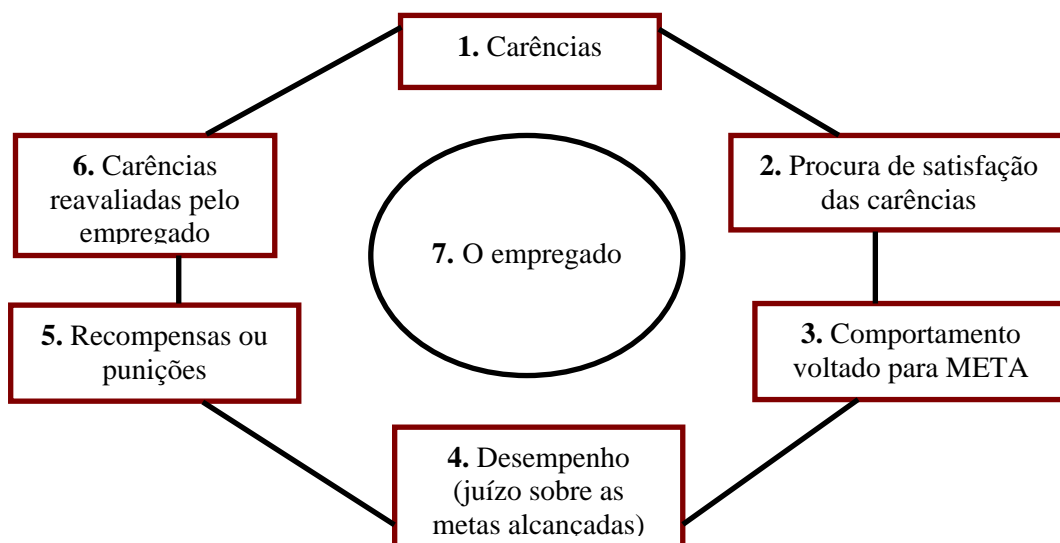 1. Carências
2. Procura de satisfação
das carências
3. Comportamento
voltado para META
4. Desempenho
(juízo sobre as
metas alcançadas)
5. Recompensas ou
punições
6. Carências
reavaliadas pelo
empregado
7. O empregado